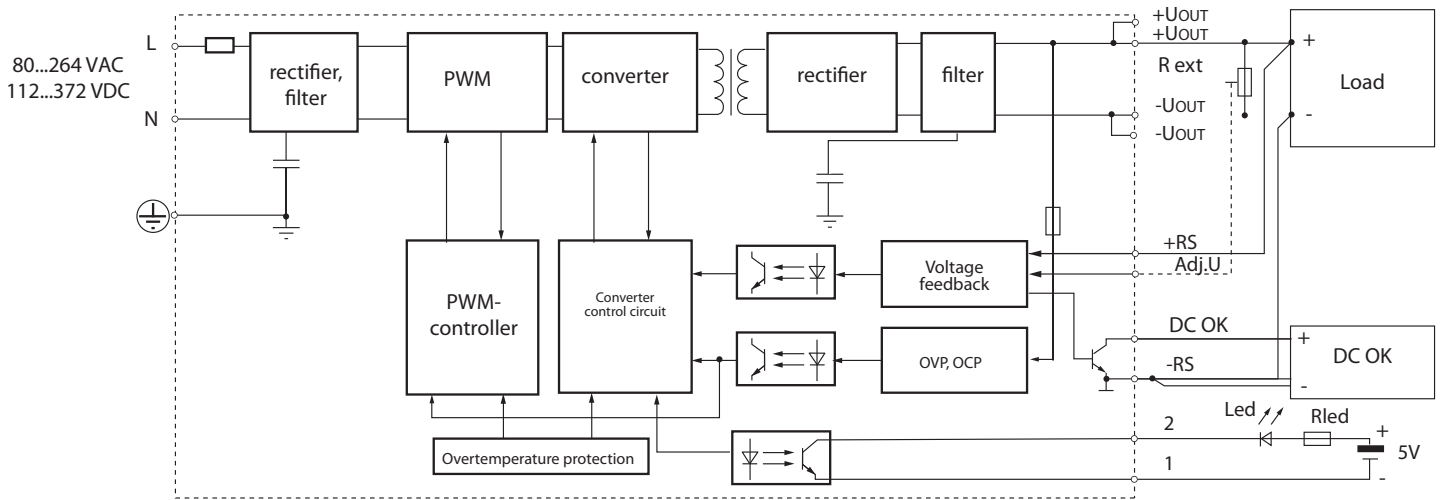 +UOUT
+UOUT
L
80...264 VAC
112...372 VDC
N
rectifier,
filter
PWM
converter
rectifier
filter
R ext
-UOUT
-UOUT
+
-
Load
+RS
Adj.U
PWM-
controller
Converter
control circuit
Voltage
feedback
OVP, OCP
DC OK
-RS
+
-
DC OK
Overtemperature protection
2
1
Led
Rled
+
5V
-